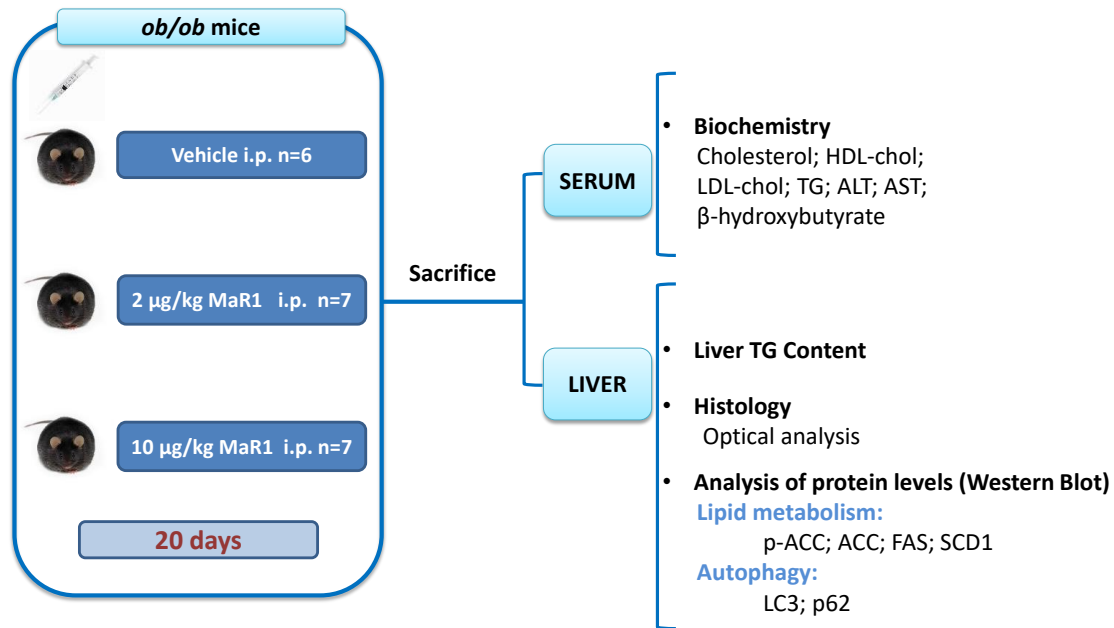 ob/ob mice
Vehicle i.p. n=6
2 µg/kg MaR1 i.p. n=7
10 µg/kg MaR1 i.p. n=7
20 days
Sacrifice
SERUM
• Biochemistry
Cholesterol; HDL-chol;
LDL-chol; TG; ALT; AST;
β-hydroxybutyrate
LIVER
• Liver TG Content
• Histology
Optical analysis
• Analysis of protein levels (Western Blot)
Lipid metabolism:
p-ACC; ACC; FAS; SCD1
Autophagy:
LC3; p62